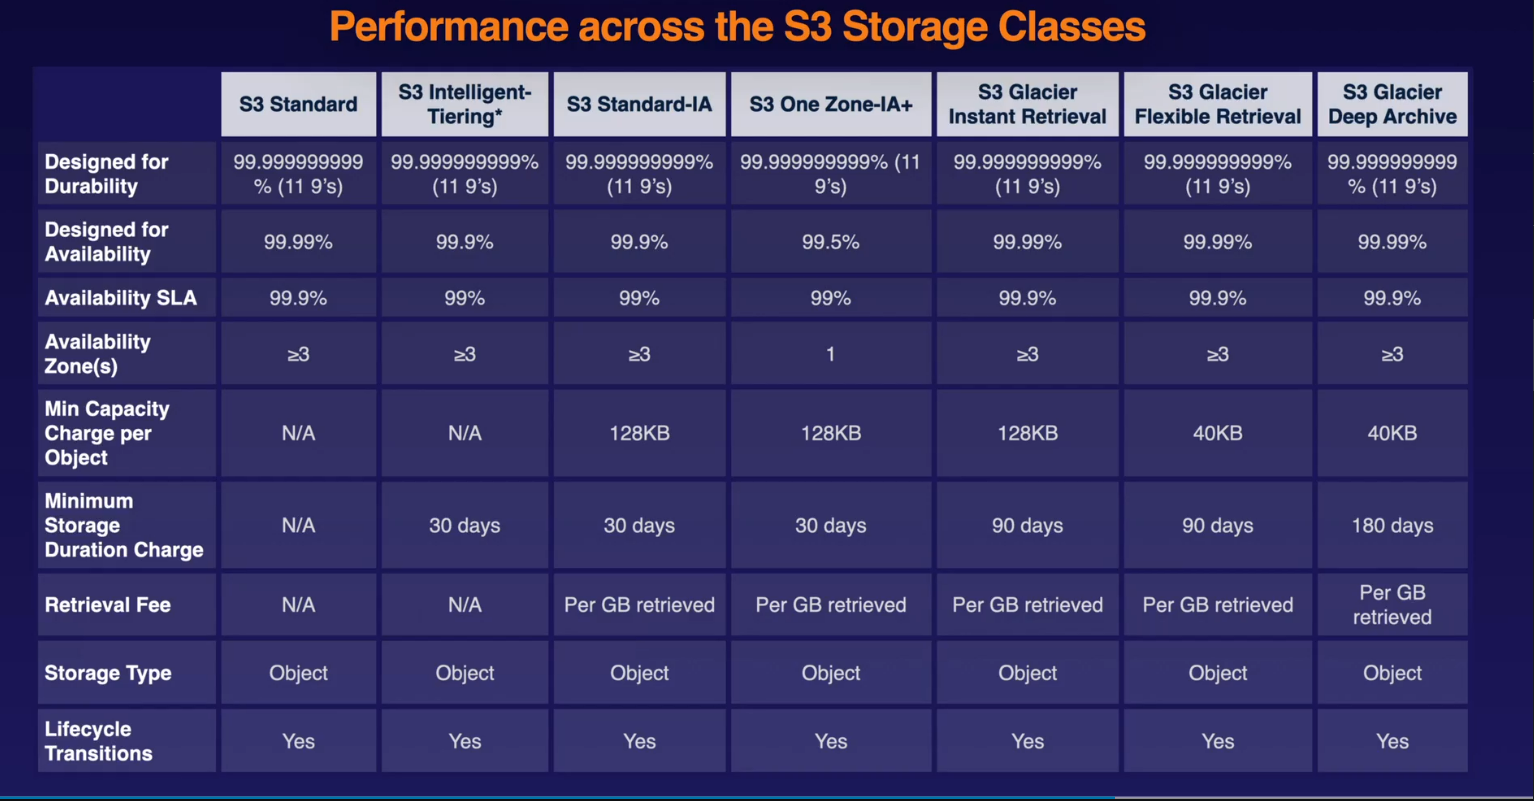 Performance across the S3 Storage Classes
S3 Standard
S3 Intelligent-
Tiering*
S3 Standard-IA
S3 One Zone-IA+
S3 Glacier
Instant Retrieval
S3 Glacier
Flexible Retrieval
S3 Glacier
Deep Archive
Designed for
Durability
99.999999999
% (11 9’s)
99.999999999%
(11 9’s)
99.999999999%
(11 9’s)
99.999999999% (11
9’s)
99.999999999%
(11 9’s)
99.999999999%
(11 9’s)
99.999999999
% (11 9’s)
Designed for
Availability
99.99%
99.9%
99.9%
99.5%
99.99%
99.99%
99.99%
Availability SLA
99.9%
99%
99%
99%
99.9%
99.9%
99.9%
Availability
Zone(s)
≥3
≥3
≥3
1
≥3
≥3
≥3
Min Capacity
Charge per
Object
N/A
N/A
128KB
128KB
128KB
40KB
40KB
Minimum
Storage
Duration Charge
N/A
30 days
30 days
30 days
90 days
90 days
180 days
Retrieval Fee
N/A
N/A
Per GB retrieved
Per GB retrieved
Per GB retrieved
Per GB retrieved
Per GB
retrieved
Storage Type
Object
Object
Object
Object
Object
Object
Object
Lifecycle
Transitions
Yes
Yes
Yes
Yes
Yes
Yes
Yes